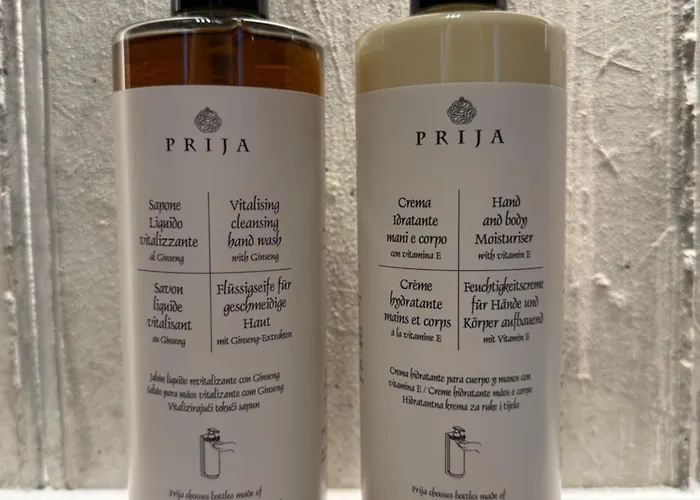 PRIJA
Sapone
Liquido
vitalizzante
al Ginseng
Vitalising
cleansing
hand wash
with Ginseng
Savon
liquide
vitalisant
au Ginseng
Flüssigseife für
geschmeidige
Haut
mit Ginseng-Extrakten
Jabón líquido revitalizante con Ginseng
Sabão para mãos vitalizante com Ginseng
Vitalizirajući tekući sapun
Prija chooses bottles made of
PRIJA
Crema
Idratante
mani e corpo
con vitamina E
Hand
and body
Moisturiser
with vitamin E
Crème
hydratante
mains et corps
à la vitamine E
Feuchtigkeitscreme
für Hände und
Körper aufbauend
mit Vitamin E
Crema hidratante para cuerpo y manos con
vitamina E / Creme hidratante mãos e corpo
Hidratantna krema za ruke i tijelo
Prija chooses bottles made of